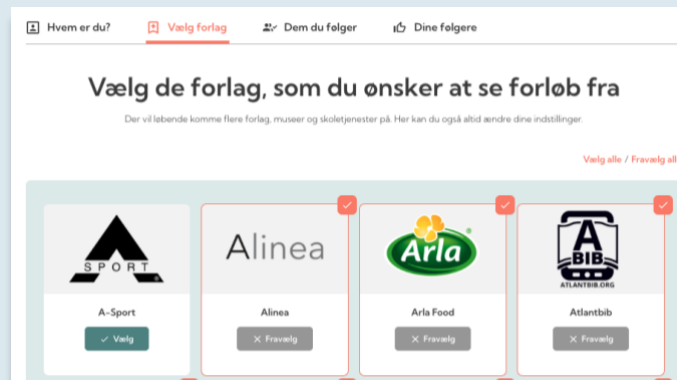 Hvem er du?
Vælg forlag
Dem du følger
Dine følgere
Vælg de forlag, som du ønsker at se forløb fra
Der vil løbende komme flere forlag, museer og skoletjenester på. Her kan du også altid ændre dine indstillinger.
Vælg alle / Fravælg all
A SPORT
Alinea
Arla
A
BIB
ATLANTBIB.ORG
A-Sport
Alinea
Arla Food
Atlantbib
Vælg
Fravælg
Fravælg
Fravælg